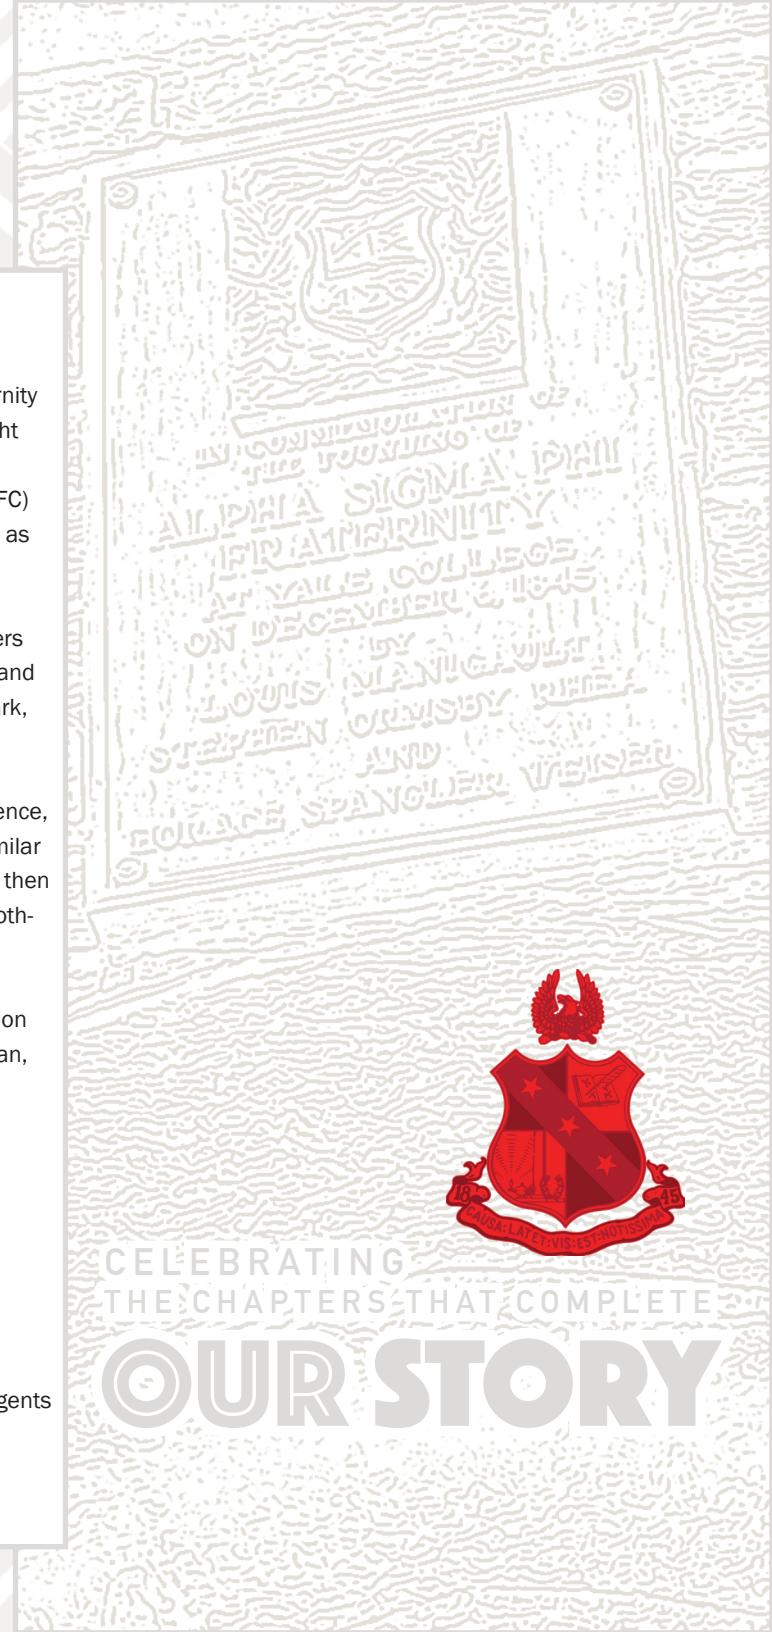 rnity
ht
FC)
as
ers
and
ark,
ence,
milar
then
oth-
on
an,
gents
IN COMMEMORATION OF
THE FOUNDING OF
ALPHA SIGMA PHI
FRATERNITY
AT YALE COLLEGE
ON DECEMBER 6, 1845
BY
LOUIS MANIGAULT
STEPHEN ORMSBY RHEA
AND
HORACE SPANGLER WEISER
18 45
CAUSA:LATET:VIS:EST:NOTISSIMA
CELEBRATING
THE CHAPTERS THAT COMPLETE
OUR STORY